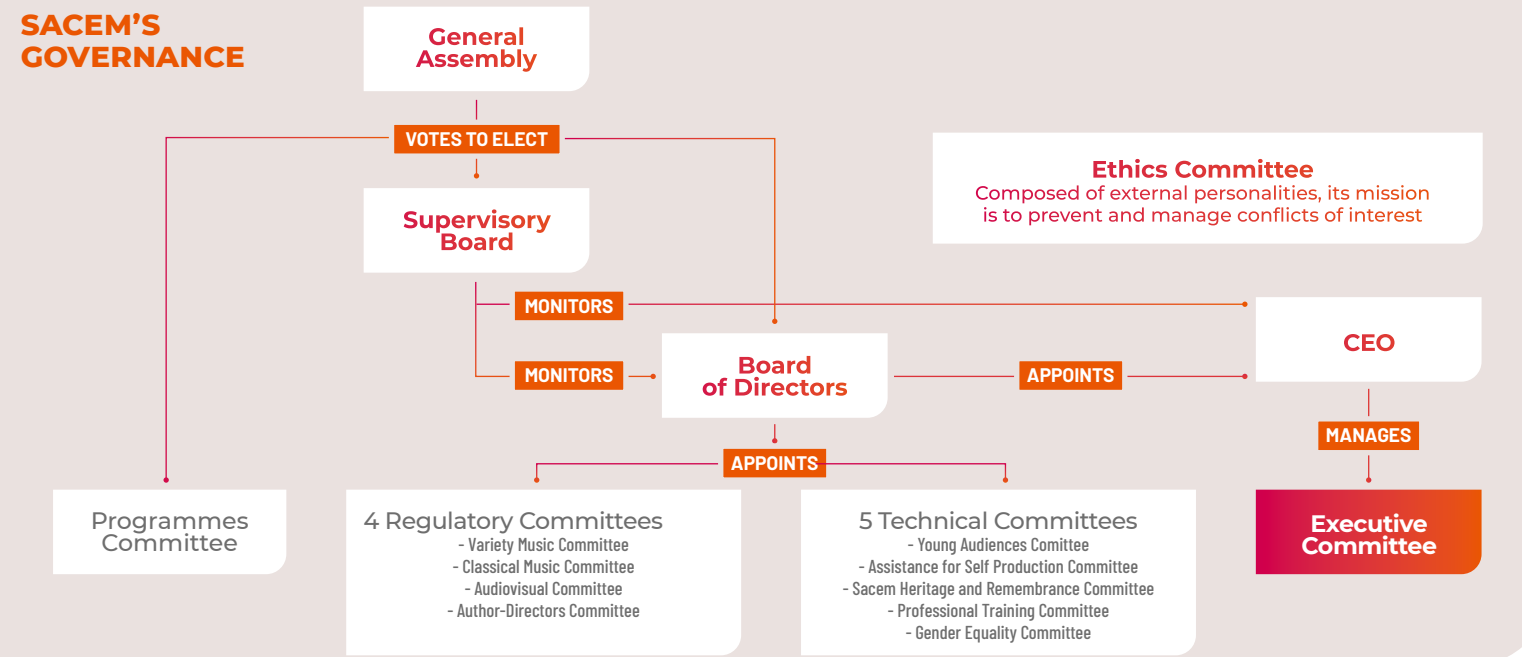 SACEM’S
GOVERNANCE
General
Assembly
VOTES TO ELECT
Ethics Committee
Composed of external personalities, its mission
is to prevent and manage conflicts of interest
Supervisory
Board
MONITORS
CEO
MONITORS
Board
of Directors
APPOINTS
MANAGES
APPOINTS
Programmes
Committee
4 Regulatory Committees
- Variety Music Committee
- Classical Music Committee
- Audiovisual Committee
- Author-Directors Committee
5 Technical Committees
- Young Audiences Comittee
- Assistance for Self Production Committee
- Sacem Heritage and Remembrance Committee
- Professional Training Committee
- Gender Equality Committee
Executive
Committee